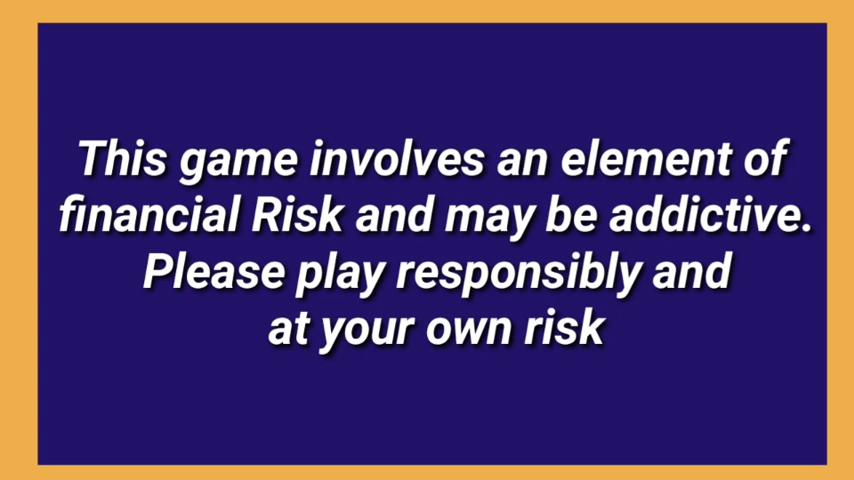 This game involves an element of
financial Risk and may be addictive.
Please play responsibly and
at your own risk